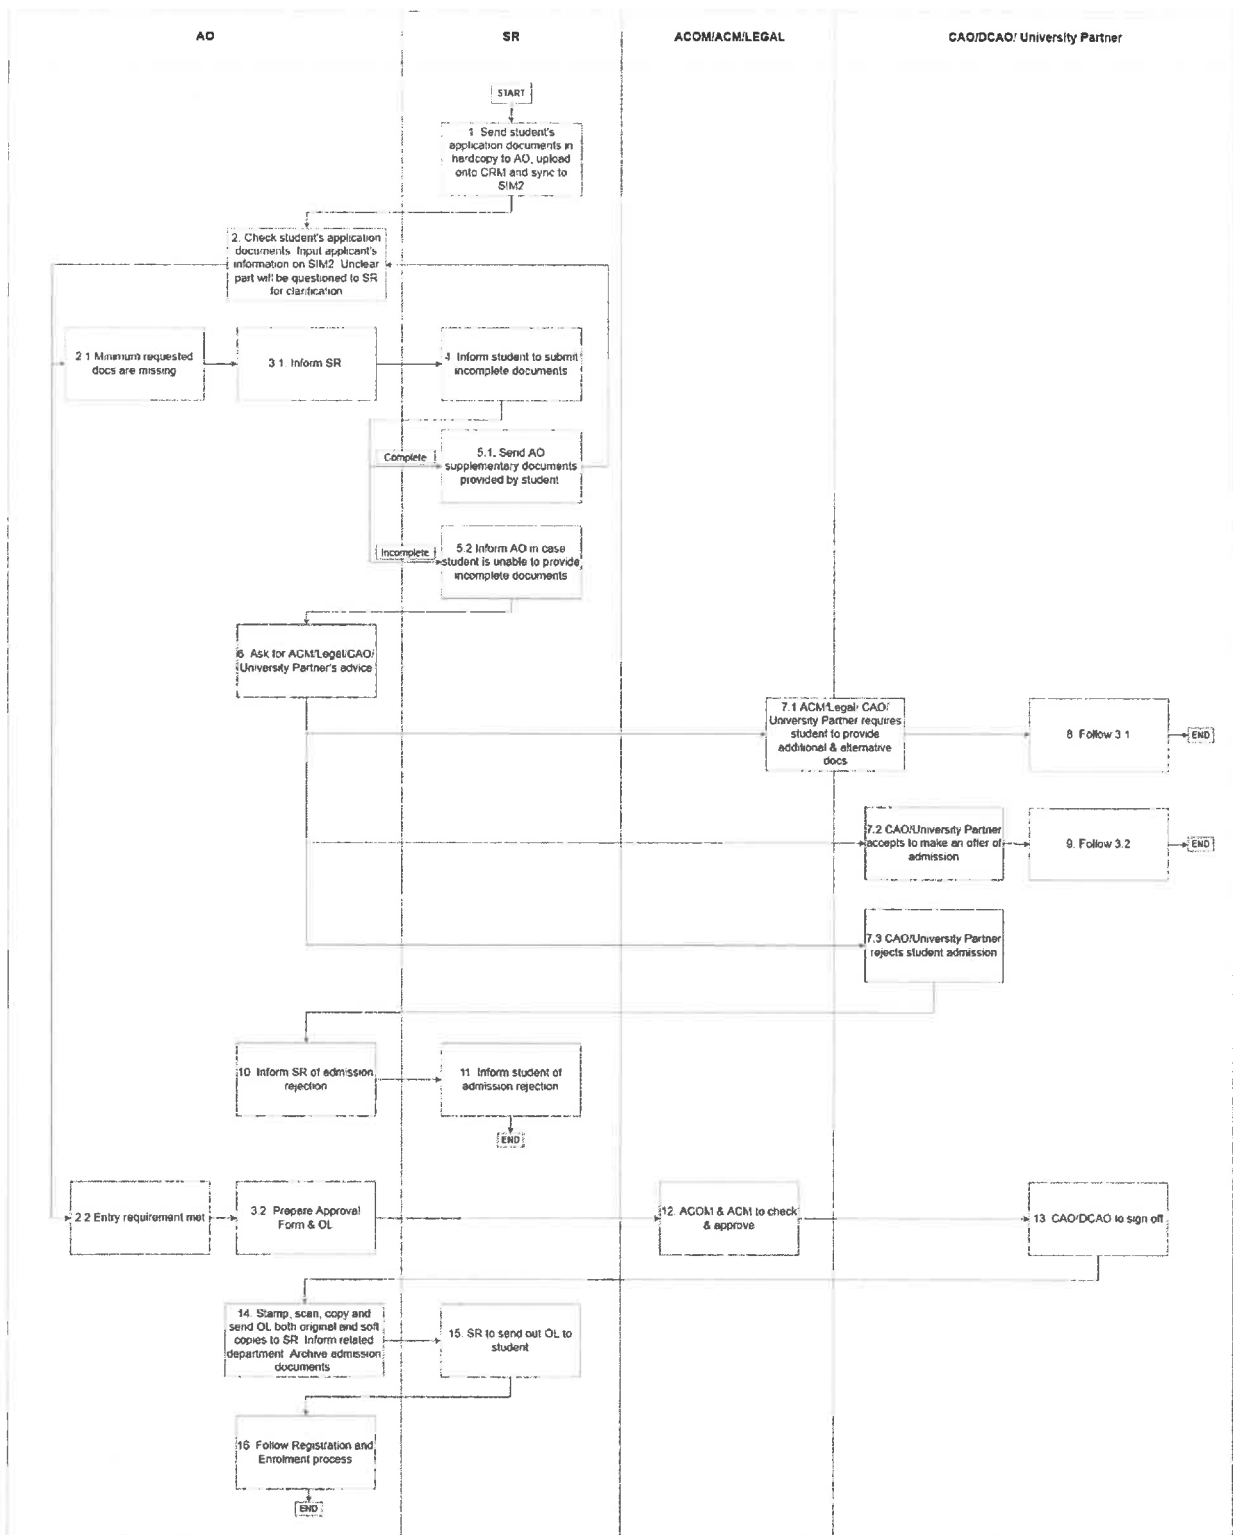 AO
SR
ACOM/ACM/LEGAL
CAO/DCAO/ University Partner
START
1 Send student's
application documents in
hardcopy to AO, upload
onto CRM and sync to
SIM2
2. Check student's application
documents Input applicant's
information on SIM2 Unclear
part will be questioned to SR
for clarification
2 1 Minimum requested
docs are missing
3 1. Inform SR
4 Inform student to submit
incomplete documents
Complete
5.1. Send AO
supplementary documents
provided by student
Incomplete
5.2 Inform AO in case
student is unable to provide
incomplete documents
6 Ask for ACM/Legal/CAO/
University Partner's advice
7.1 ACM/Legal/ CAO/
University Partner requires
student to provide
additional & alternative
docs
8 Follow 3 1
END
7.2 CAO/University Partner
accepts to make an offer of
admission
9. Follow 3.2
END
7.3 CAO/University Partner
rejects student admission
10 Inform SR of admission
rejection
11 Inform student of
admission rejection
END
2 2 Entry requirement met
3.2 Prepare Approval
Form & OL
12. ACOM & ACM to check
& approve
13 CAO/DCAO to sign off
14. Stamp, scan, copy and
send OL both original and soft
copies to SR Inform related
department Archive admission
documents
15. SR to send out OL to
student
16 Follow Registration and
Enrolment process
END